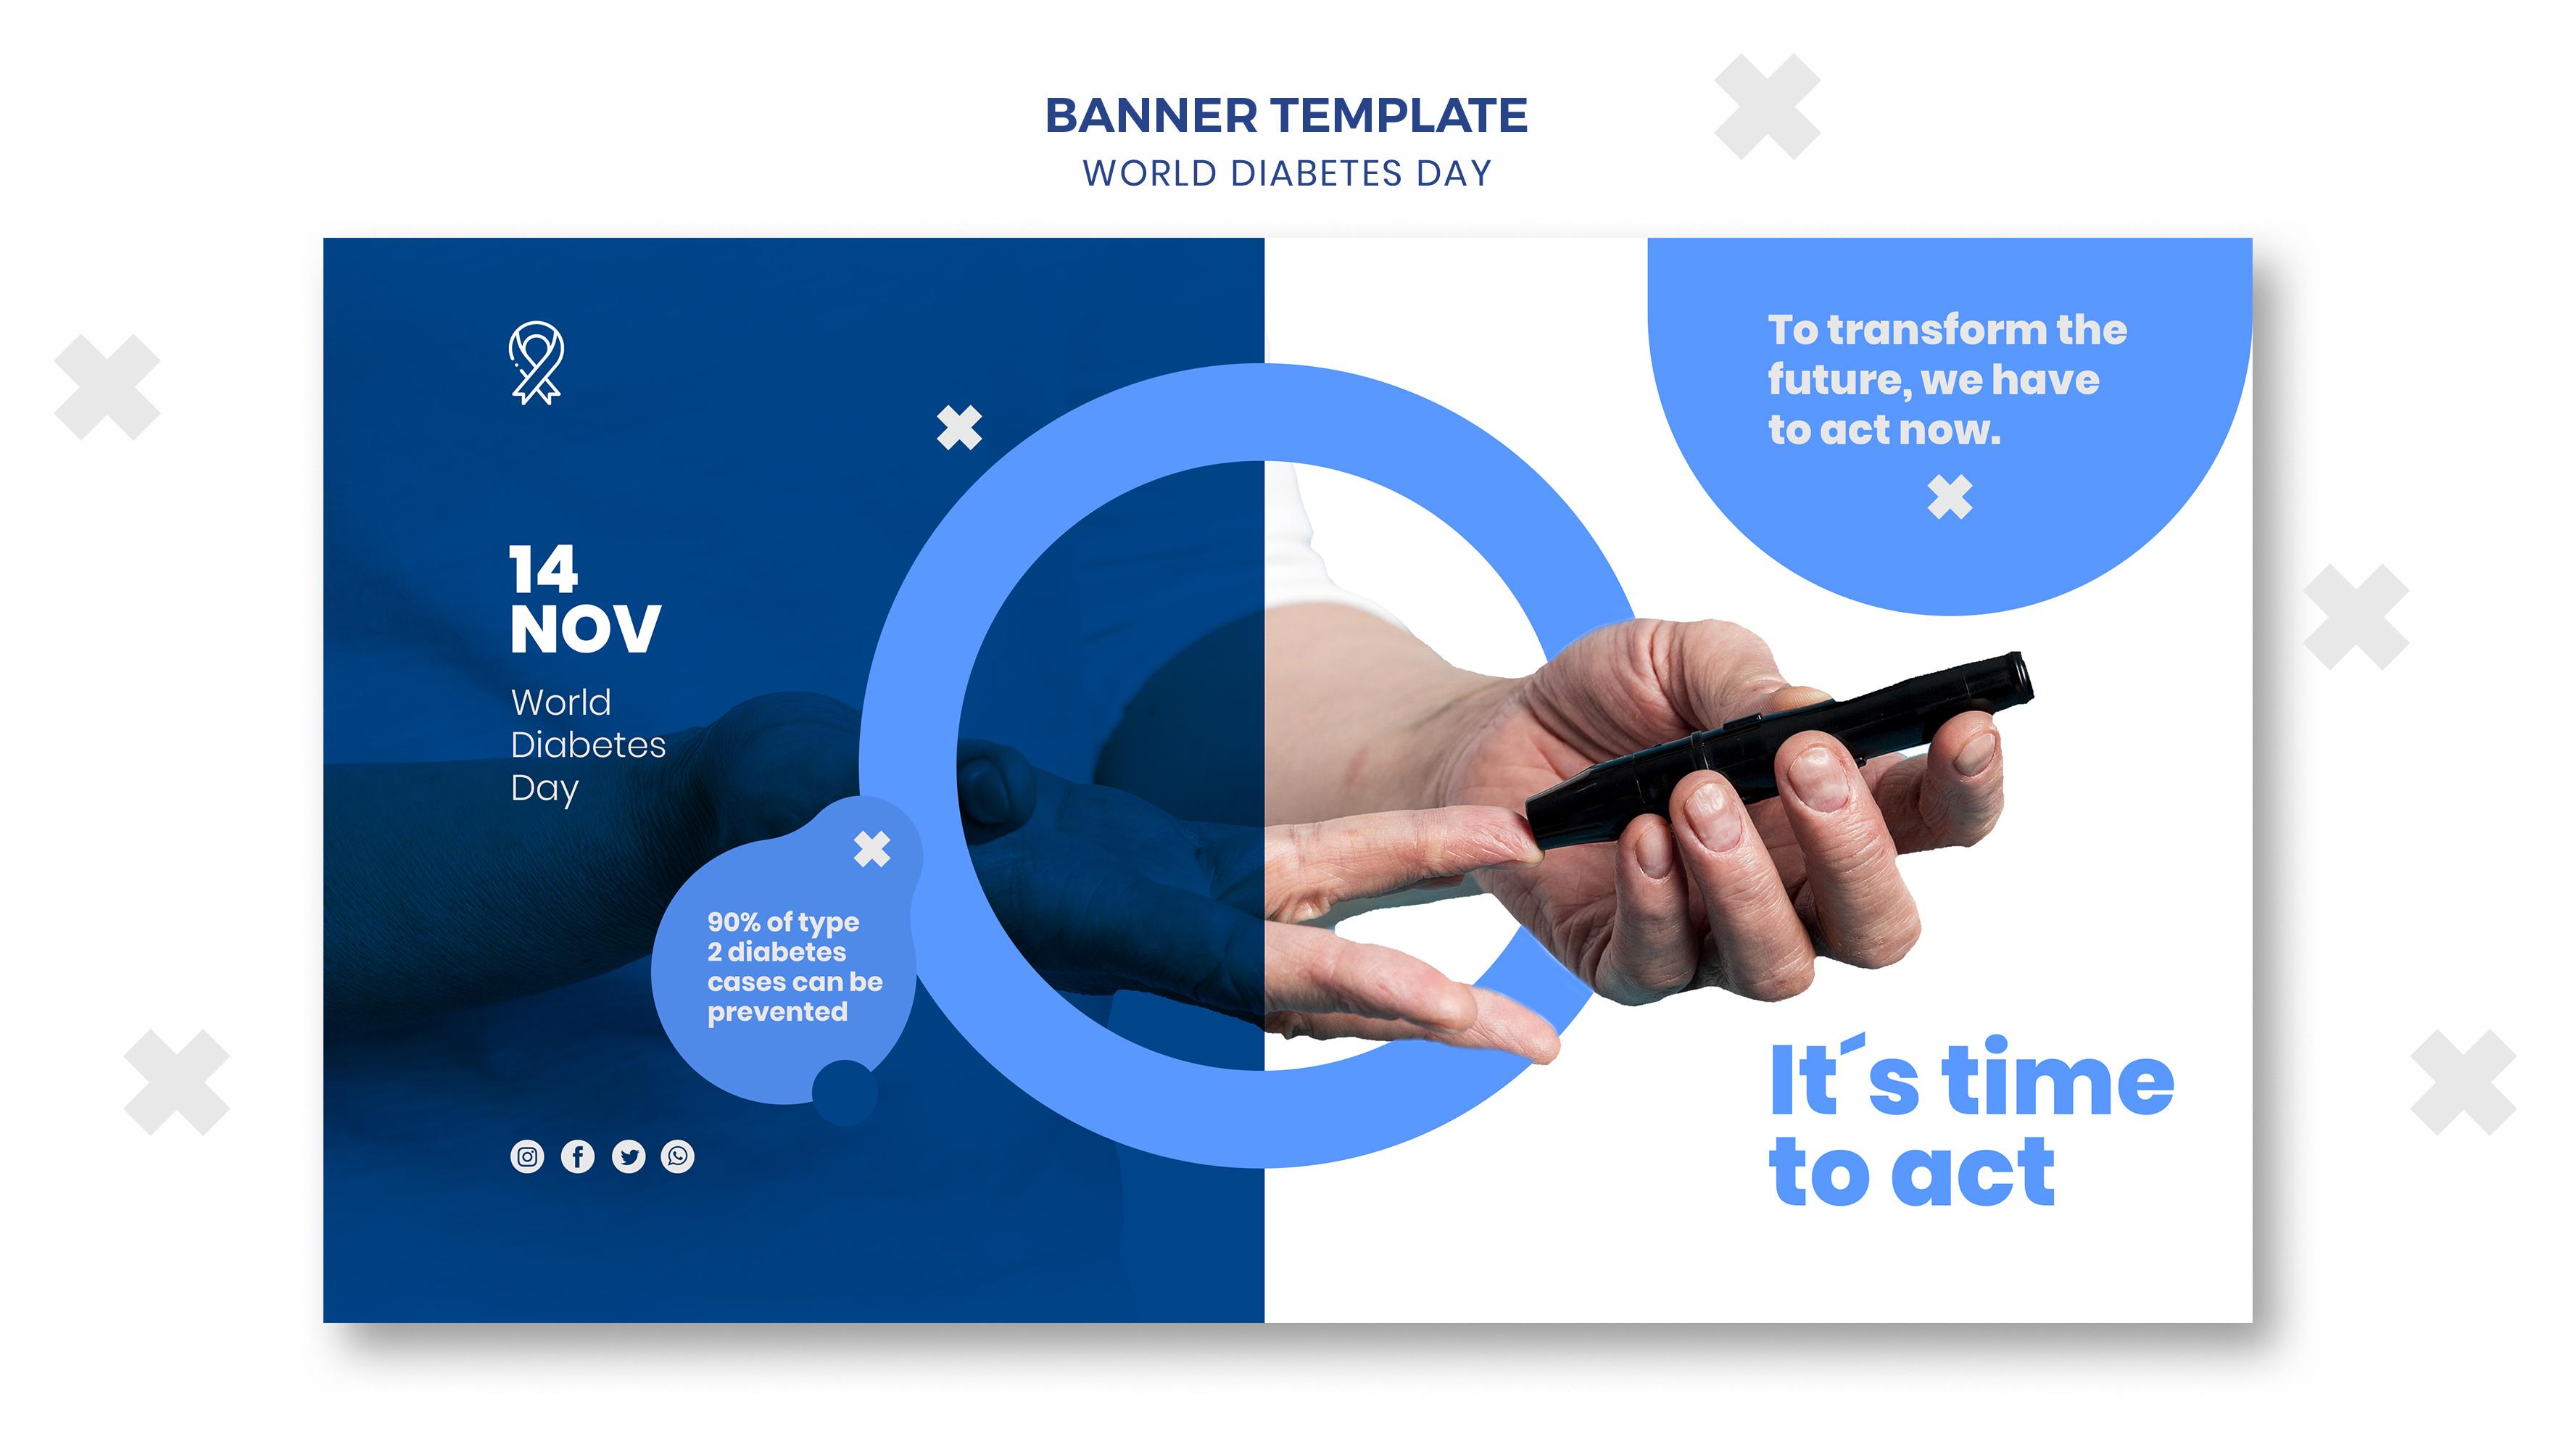 BANNER TEMPLATE
WORLD DIABETES DAY
14
NOV
World
Diabetes
Day
90% of type
2 diabetes
cases can be
prevented
To transform the
future, we have
to act now.
It´s time
to act